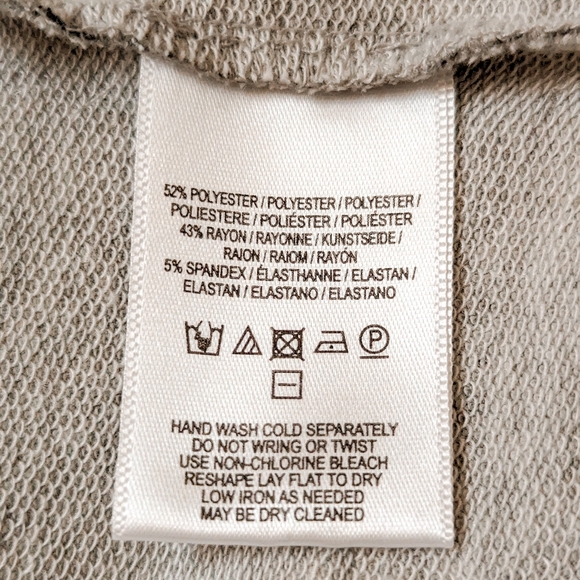 52% POLYESTER / POLYESTER / POLYESTER /
POLIESTERE / POLIÉSTER / POLIÉSTER
43% RAYON / RAYONNE / KUNSTSEIDE /
RAION / RAIOM / RAYÓN
5% SPANDEX / ÉLASTHANNE / ELASTAN /
ELASTAN / ELASTANO / ELASTANO
P
HAND WASH COLD SEPARATELY
DO NOT WRING OR TWIST
USE NON-CHLORINE BLEACH
RESHAPE LAY FLAT TO DRY
LOW IRON AS NEEDED
MAY BE DRY CLEANED